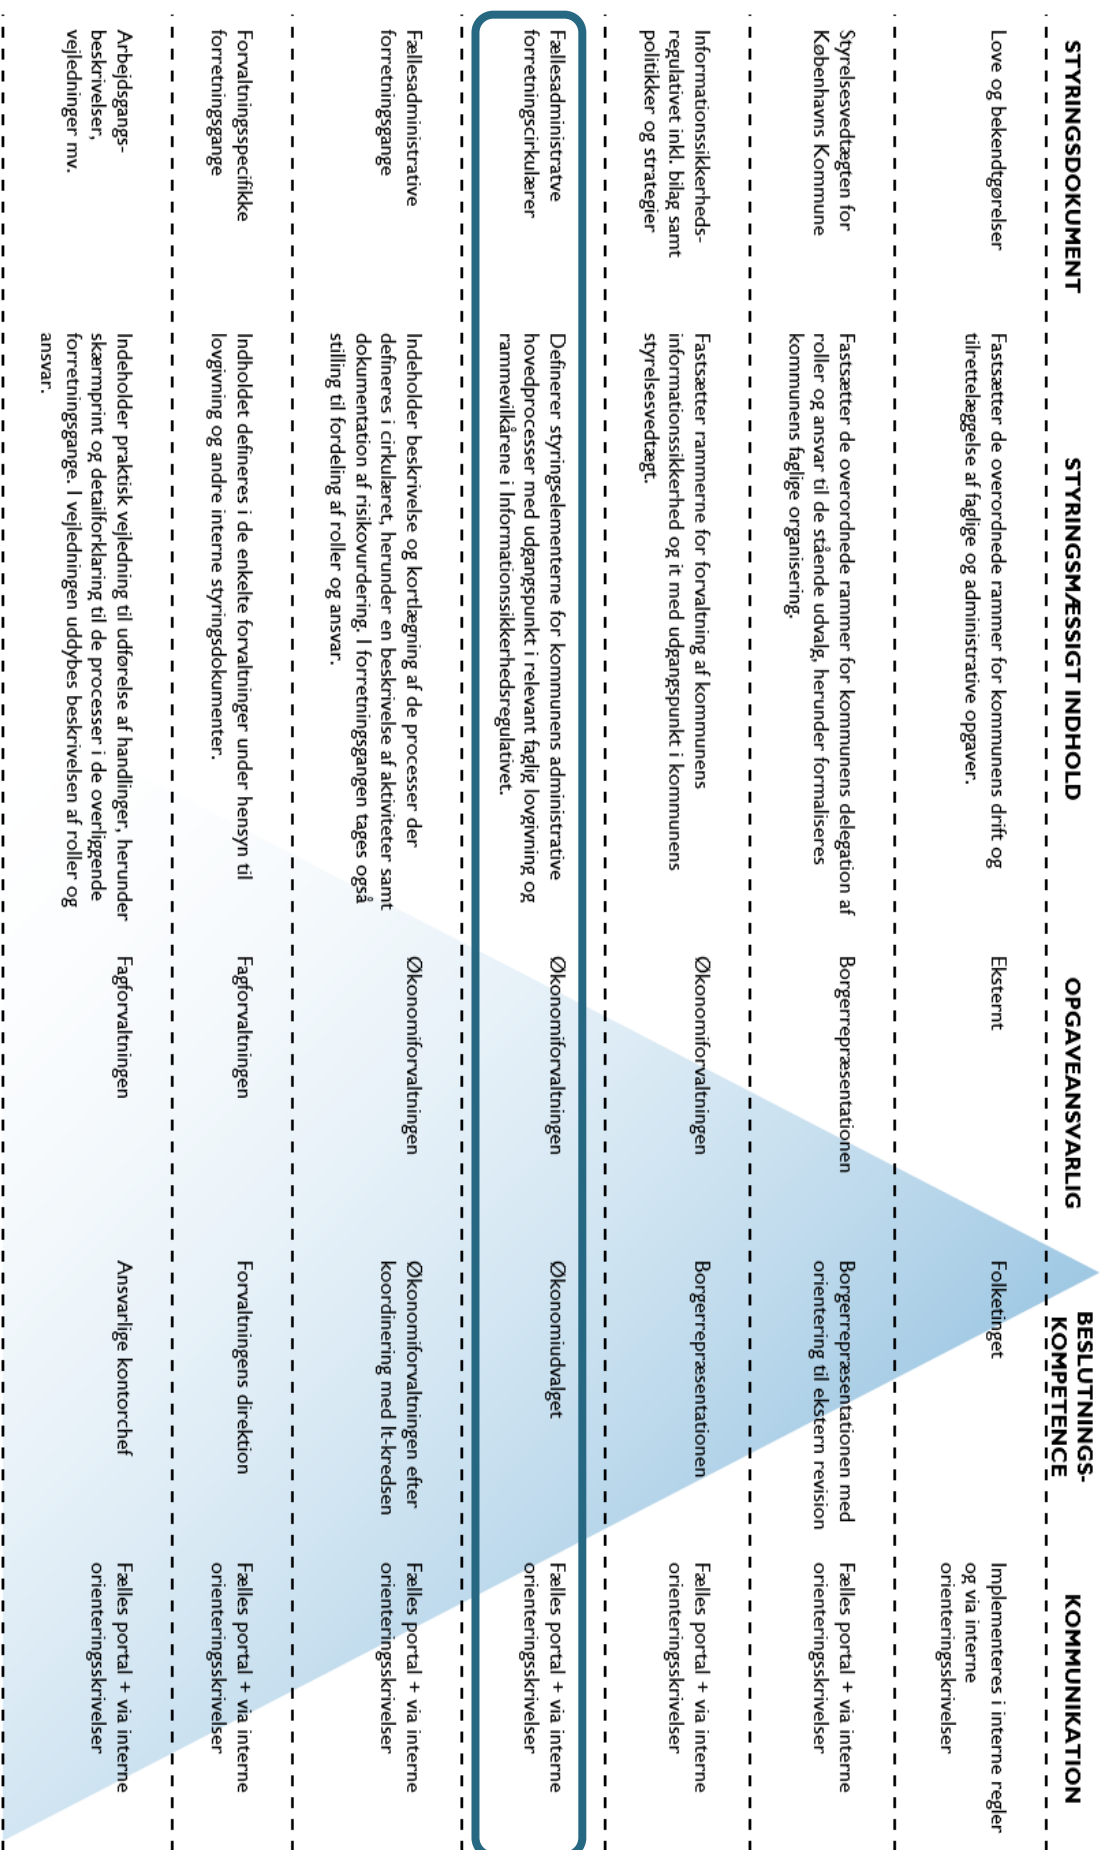 STYRINGSDOKUMENT
STYRINGSMÆSSIGT INDHOLD
OPGAVEANSVARLIG
BESLUTNINGS-
KOMPETENCE
KOMMUNIKATION
Love og bekendtgørelser
Fastsætter de overordnede rammer for kommunens drift og
tilrettelæggelse af faglige og administrative opgaver.
Eksternt
Folketinget
Implementeres i interne regler
og via interne
orienteringsskrivelser
Styrelsesvedtægten for
Københavns Kommune
Fastsætter de overordnede rammer for kommunens delegation af
roller og ansvar til de stående udvalg, herunder formaliseres
kommunens faglige organisering.
Borgerrepræsentationen
Borgerrepræsentationen med
orientering til ekstern revision
Fælles portal + via interne
orienteringsskrivelser
Informationssikkerheds-
regulativet inkl. bilag samt
politikker og strategier
Fastsætter rammerne for forvaltning af kommunens
informationssikkerhed og it med udgangspunkt i kommunens
styrelsesvedtægt.
Økonomiforvaltningen
Borgerrepræsentationen
Fælles portal + via interne
orienteringsskrivelser
Fællesadministratve
forretningscirkulærer
Definerer styringselementerne for kommunens administrative
hovedprocesser med udgangspunkt i relevant faglig lovgivning og
rammevilkårene i Informationssikkerhedsregulativet.
Økonomiforvaltningen
Økonomiudvalget
Fælles portal + via interne
orienteringsskrivelser
Fællesadministrative
forretningsgange
Indeholder beskrivelse og kortlægning af de processer der
defineres i cirkulæret, herunder en beskrivelse af aktiviteter samt
dokumentation af risikovurdering. I forretningsgangen tages også
stilling til fordeling af roller og ansvar.
Økonomiforvaltningen
Økonomiforvaltningen efter
koordinering med It-kredsen
Fælles portal + via interne
orienteringsskrivelser
Forvaltningsspecifikke
forretningsgange
Indholdet defineres i de enkelte forvaltninger under hensyn til
lovgivning og andre interne styringsdokumenter.
Fagforvaltningen
Forvaltningens direktion
Fælles portal + via interne
orienteringsskrivelser
Arbejdsgangs-
beskrivelser,
vejledninger mv.
Indeholder praktisk vejledning til udførelse af handlinger, herunder
skærmprint og detailforklaring til de processer i de overliggende
forretningsgange. I vejledningen uddybes beskrivelsen af roller og
ansvar.
Fagforvaltningen
Ansvarlige kontorchef
Fælles portal + via interne
orienteringsskrivelser